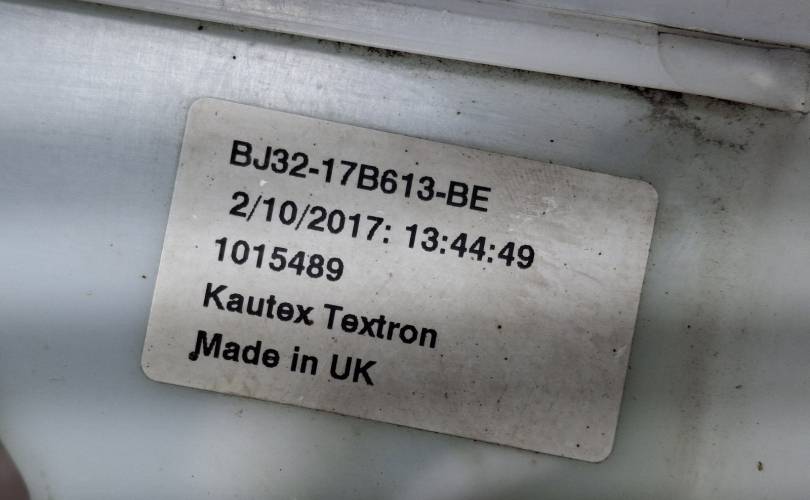 BJ32-17B613-BE
2/10/2017: 13:44:49
1015489
Kautex Textron
Made in UK